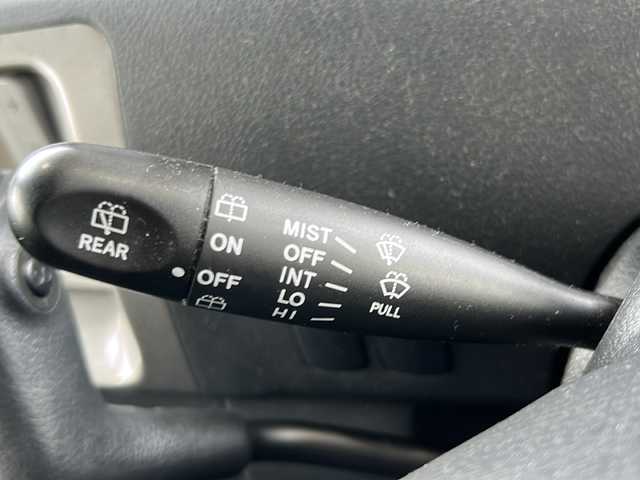 REAR
ON
OFF
MIST
OFF
INT
LO
HI
PULL